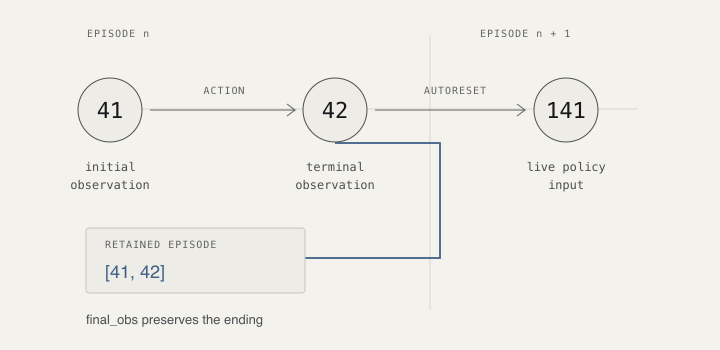 EPISODE n
EPISODE n + 1
ACTION
AUTORESET
41
42
141
initial
observation
terminal
observation
live policy
input
RETAINED EPISODE
[41, 42]
final_obs preserves the ending